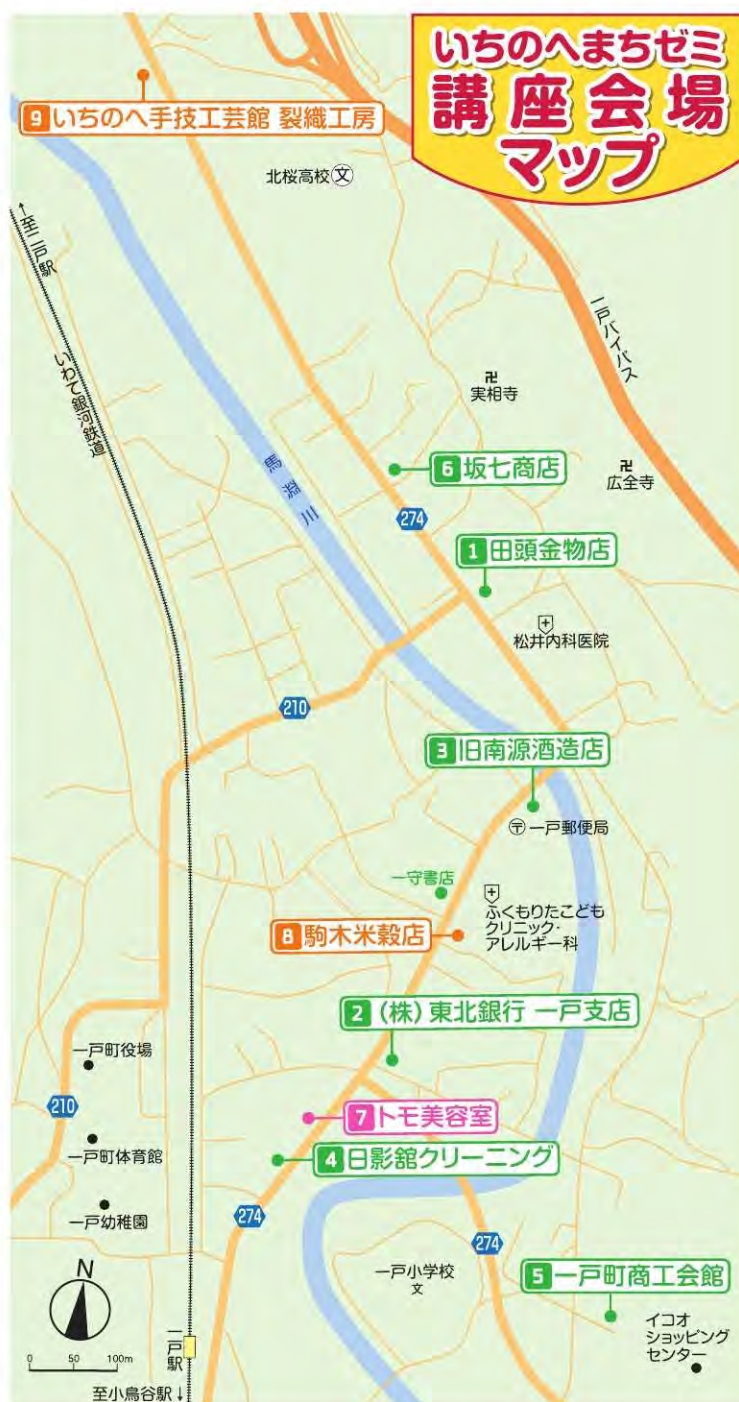 いちのへまちゼミ
講座会場
マップ
9 いちのへ手技工芸館 裂織工房
北桜高校 文
←至二戸駅
いわて銀河鉄道
一戸バイパス
卍
実相寺
卍
広全寺
6 坂七商店
馬淵川
274
1 田頭金物店
松井内科医院
210
3 旧南源酒造店
〒 一戸郵便局
一守書店
ふくもりたこども
クリニック・
アレルギー科
8 駒木米穀店
2 (株)東北銀行 一戸支店
一戸町役場
210
7 トモ美容室
一戸町体育館
4 日影舘クリーニング
一戸幼稚園
274
274
一戸小学校
文
5 一戸町商工会館
イコオ
ショッピング
センター
N
0 50 100m
一戸駅
至小鳥谷駅↓